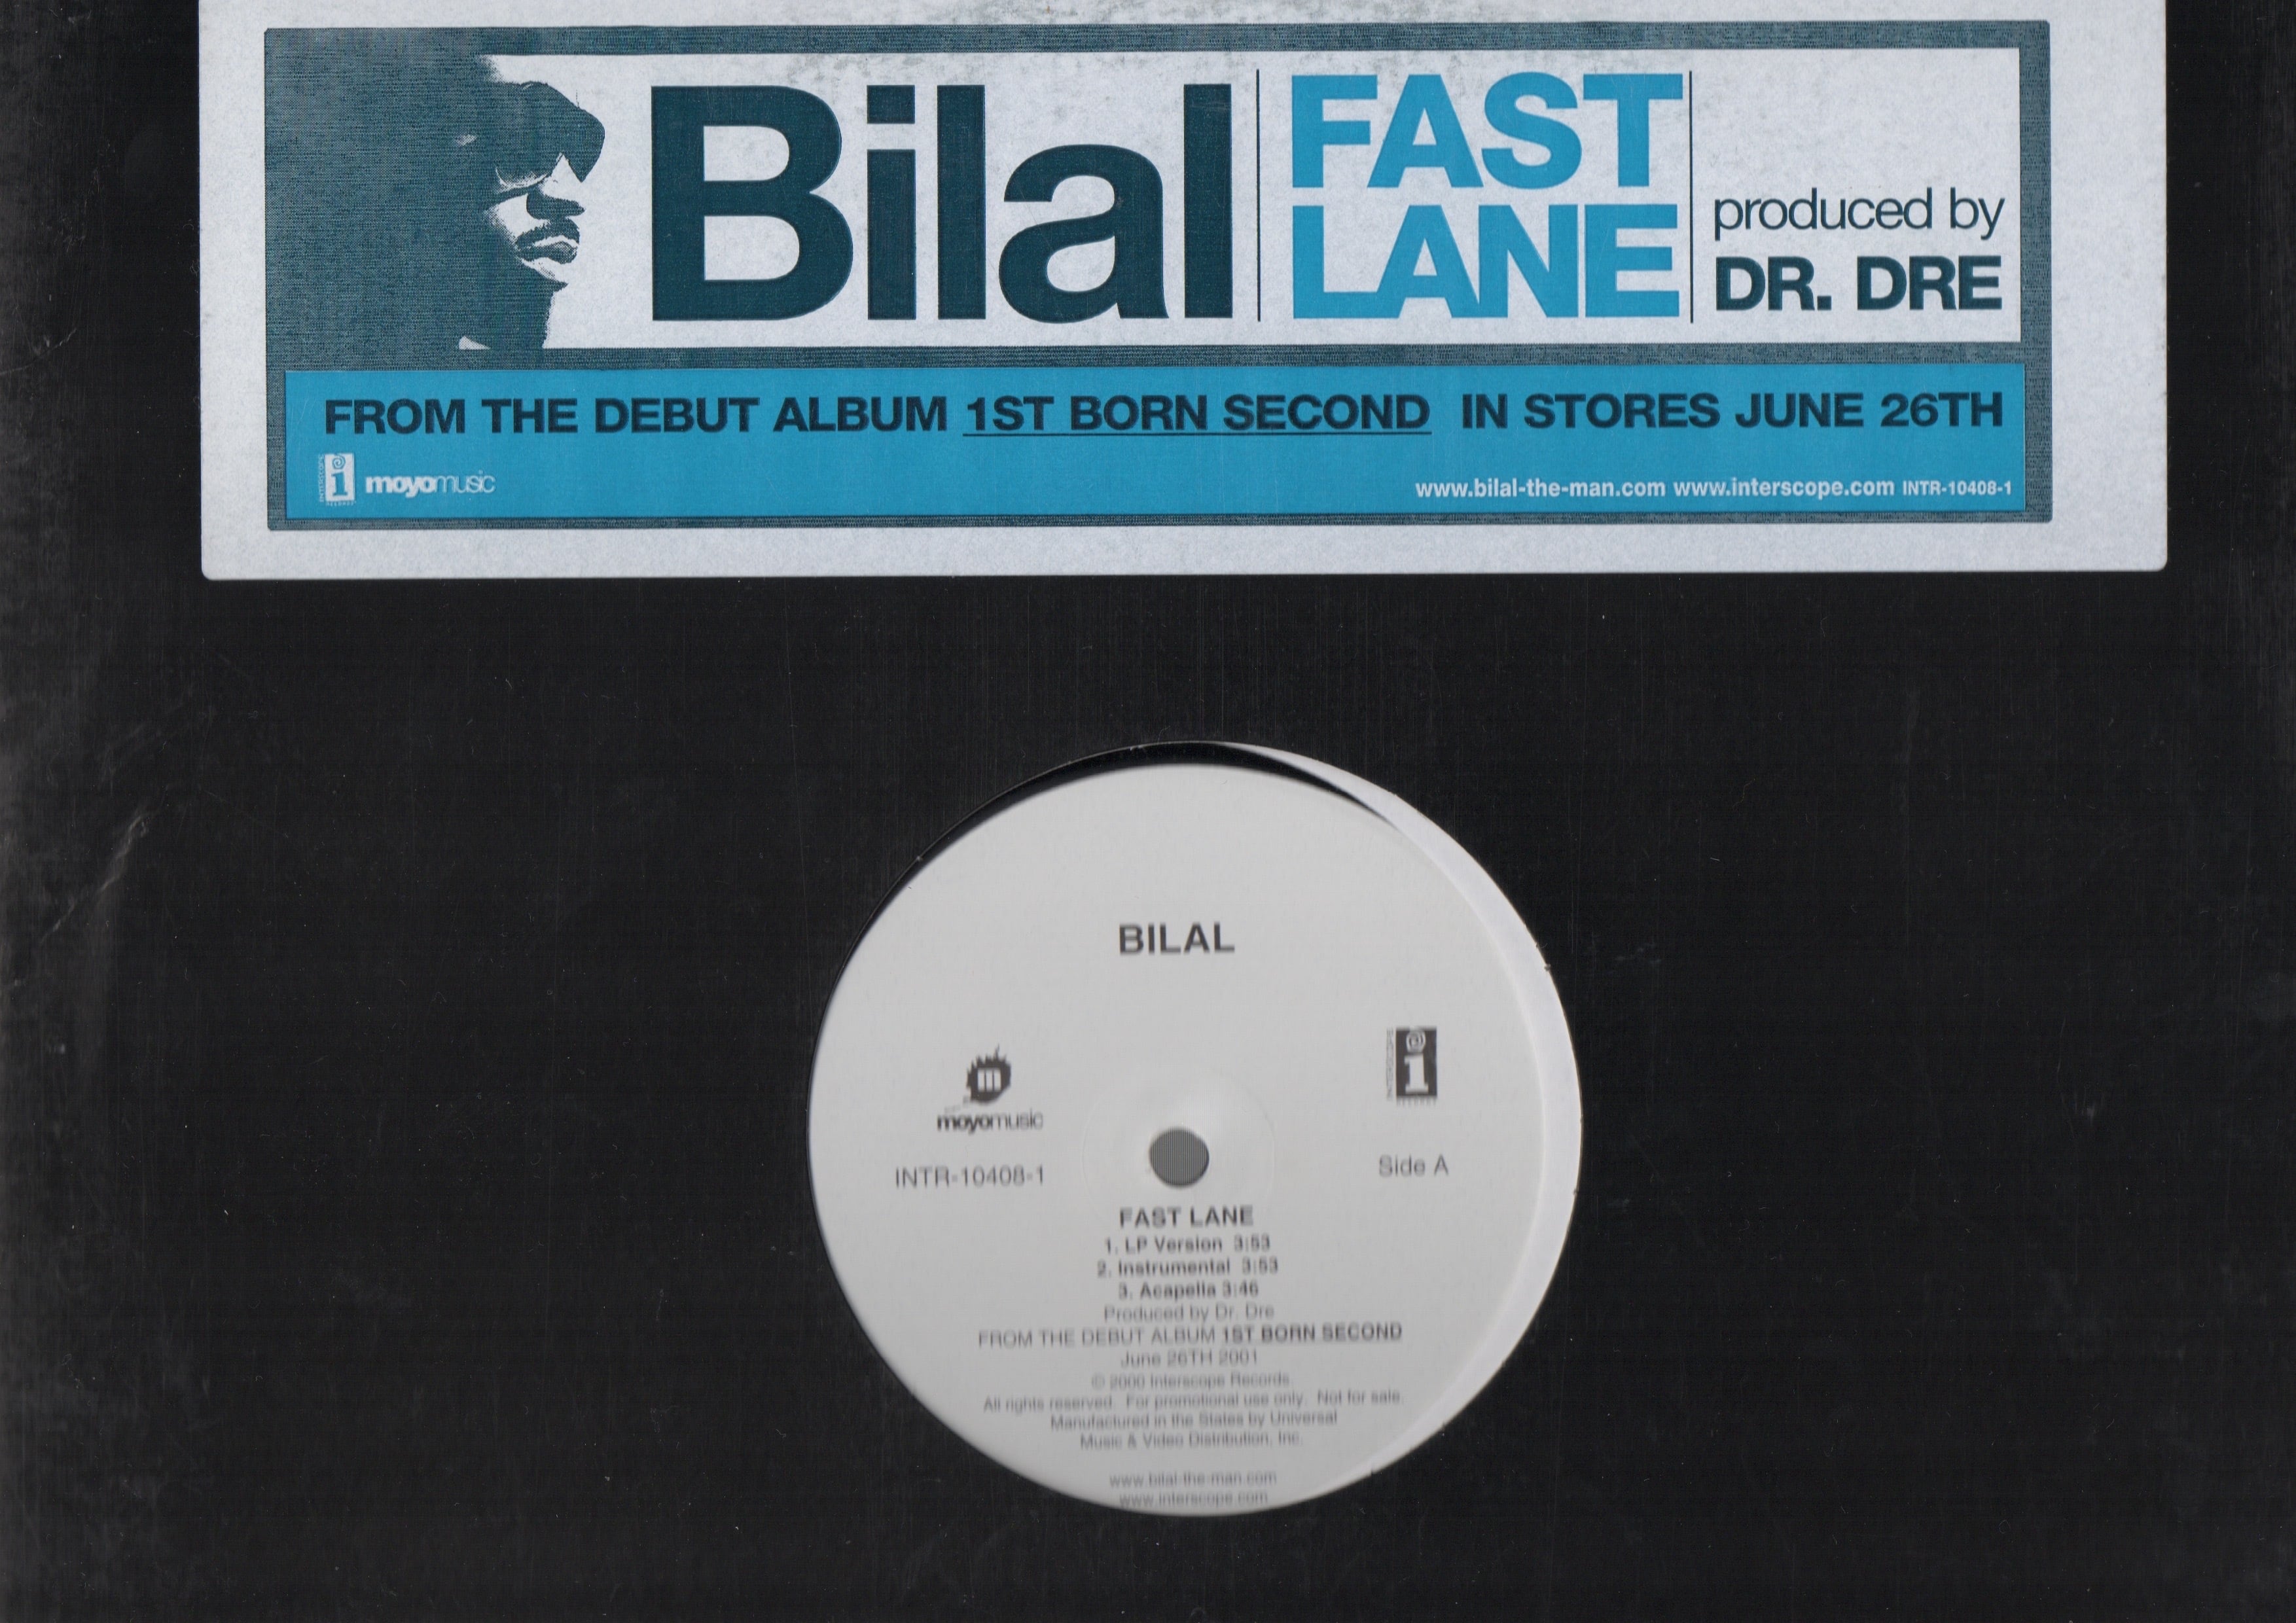 Bilal
FAST
LANE
produced by
DR. DRE
FROM THE DEBUT ALBUM 1ST BORN SECOND IN STORES JUNE 26TH
INTERSCOPE
moyomusic
www.bilal-the-man.com www.interscope.com INTR-10408-1
BILAL
moyomusic
INTERSCOPE
RECORDS
INTR-10408-1
Side A
FAST LANE
1. LP Version 3:53
2. Instrumental 3:53
3. Acapella 3:46
Produced by Dr. Dre
FROM THE DEBUT ALBUM 1ST BORN SECOND
June 26TH 2001
© 2000 Interscope Records.
All rights reserved. For promotional use only. Not for sale.
Manufactured in the States by Universal
Music & Video Distribution, Inc.
www.bilal-the-man.com
www.interscope.com